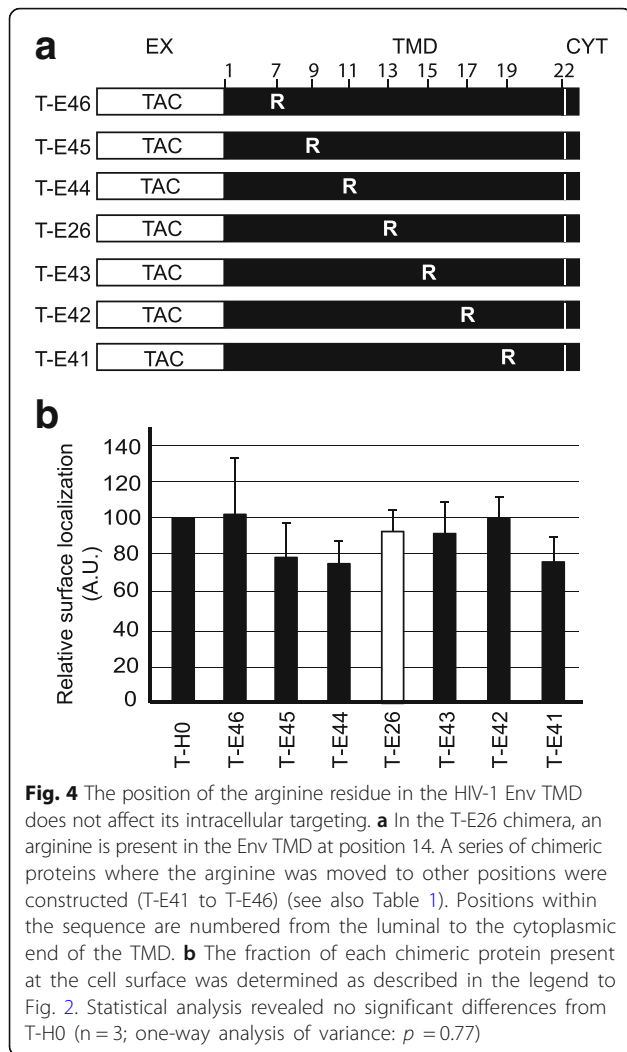 a
EX TMD CYT
1 7 9 11 13 15 17 19 22
T-E46 TAC R
T-E45 TAC R
T-E44 TAC R
T-E26 TAC R
T-E43 TAC R
T-E42 TAC R
T-E41 TAC R
b
Relative surface localization
(A.U.)
140
120
100
80
60
40
20
0
T-H0 T-E46 T-E45 T-E44 T-E26 T-E43 T-E42 T-E41
Fig. 4 The position of the arginine residue in the HIV-1 Env TMD
does not affect its intracellular targeting. a In the T-E26 chimera, an
arginine is present in the Env TMD at position 14. A series of chimeric
proteins where the arginine was moved to other positions were
constructed (T-E41 to T-E46) (see also Table 1). Positions within
the sequence are numbered from the luminal to the cytoplasmic
end of the TMD. b The fraction of each chimeric protein present
at the cell surface was determined as described in the legend to
Fig. 2. Statistical analysis revealed no significant differences from
T-H0 (n = 3; one-way analysis of variance: p = 0.77)